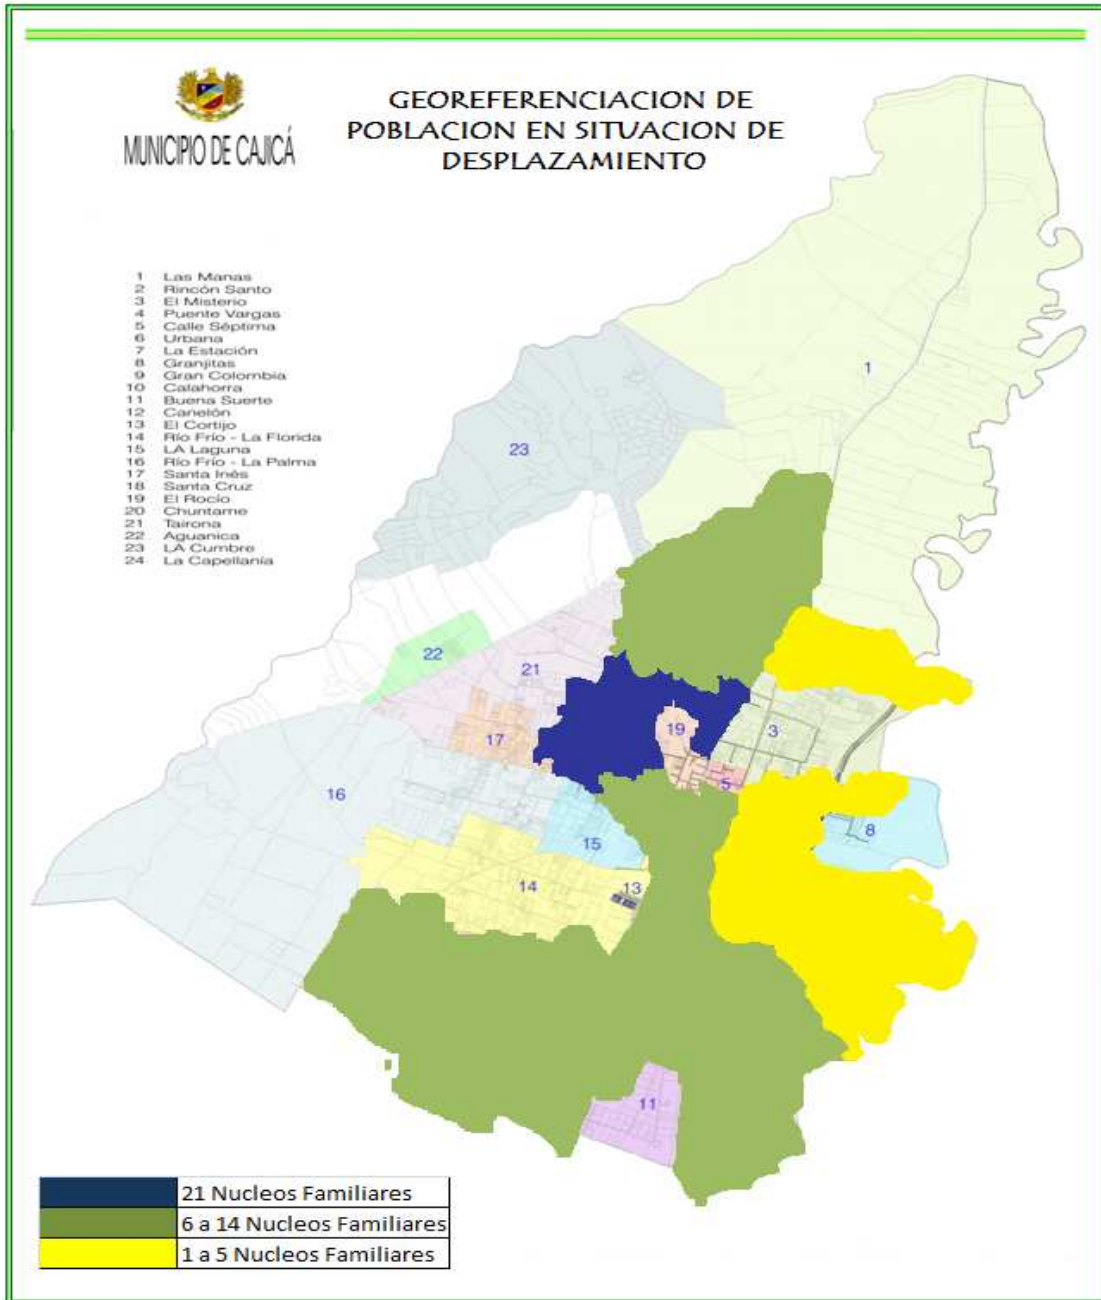 GEOREFERENCIACION DE
POBLACION EN SITUACION DE
DESPLAZAMIENTO
MUNICIPIO DE CAJICÁ
1 Las Manas
2 Rincón Santo
3 El Misterio
4 Puente Vargas
5 Calle Séptima
6 Urbana
7 La Estación
8 Granjitas
9 Gran Colombia
10 Calahorra
11 Buena Suerte
12 Canelón
13 El Cortijo
14 Río Frío - La Florida
15 LA Laguna
16 Río Frío - La Palma
17 Santa Inés
18 Santa Cruz
19 El Rocío
20 Chuntame
21 Tairona
22 Aguanica
23 LA Cumbre
24 La Capellanía
1
23
22
21
17
19
3
5
16
15
8
14
13
11
21 Nucleos Familiares
6 a 14 Nucleos Familiares
1 a 5 Nucleos Familiares